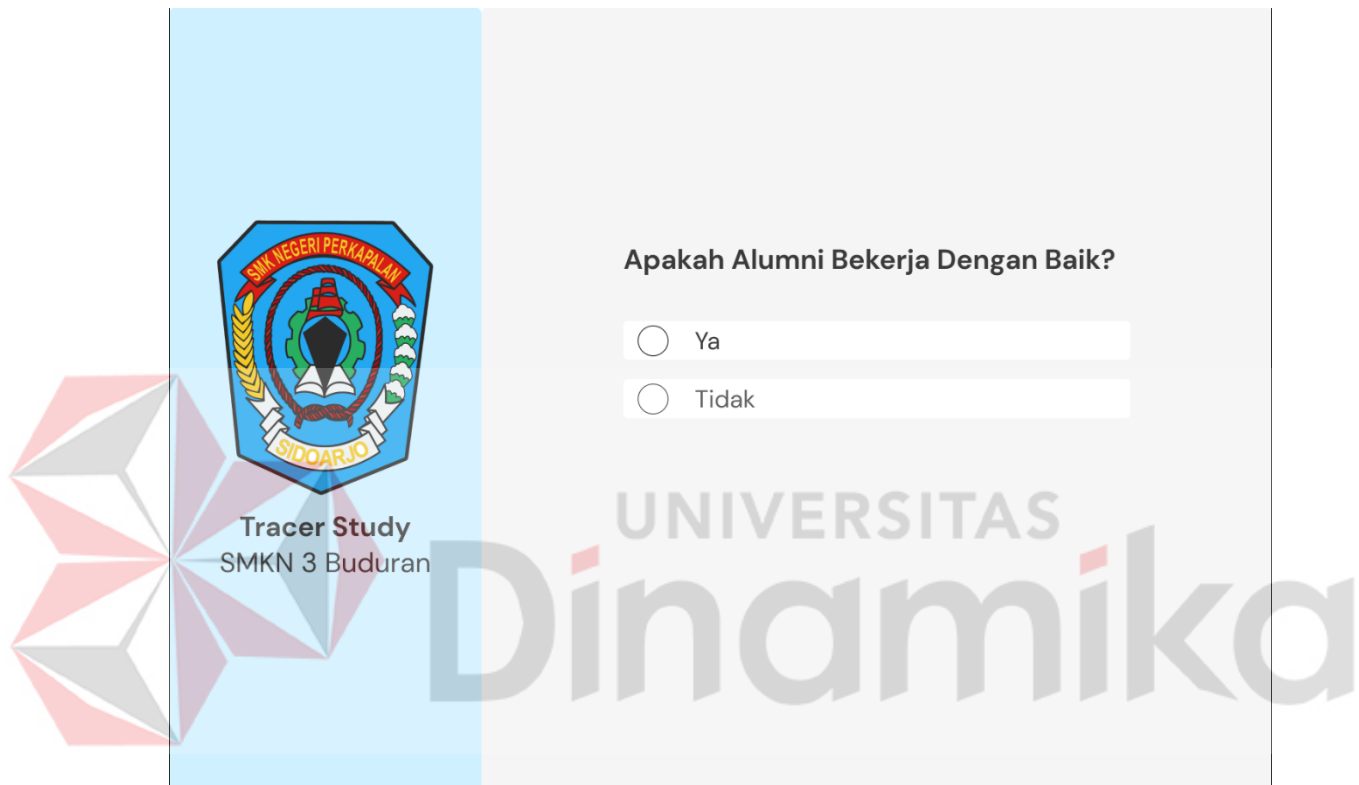 SMK NEGERI PERKAPALAN
SIDOARJO
Tracer Study
SMKN 3 Buduran
Apakah Alumni Bekerja Dengan Baik?
Ya
Tidak
UNIVERSITAS
Dinamika